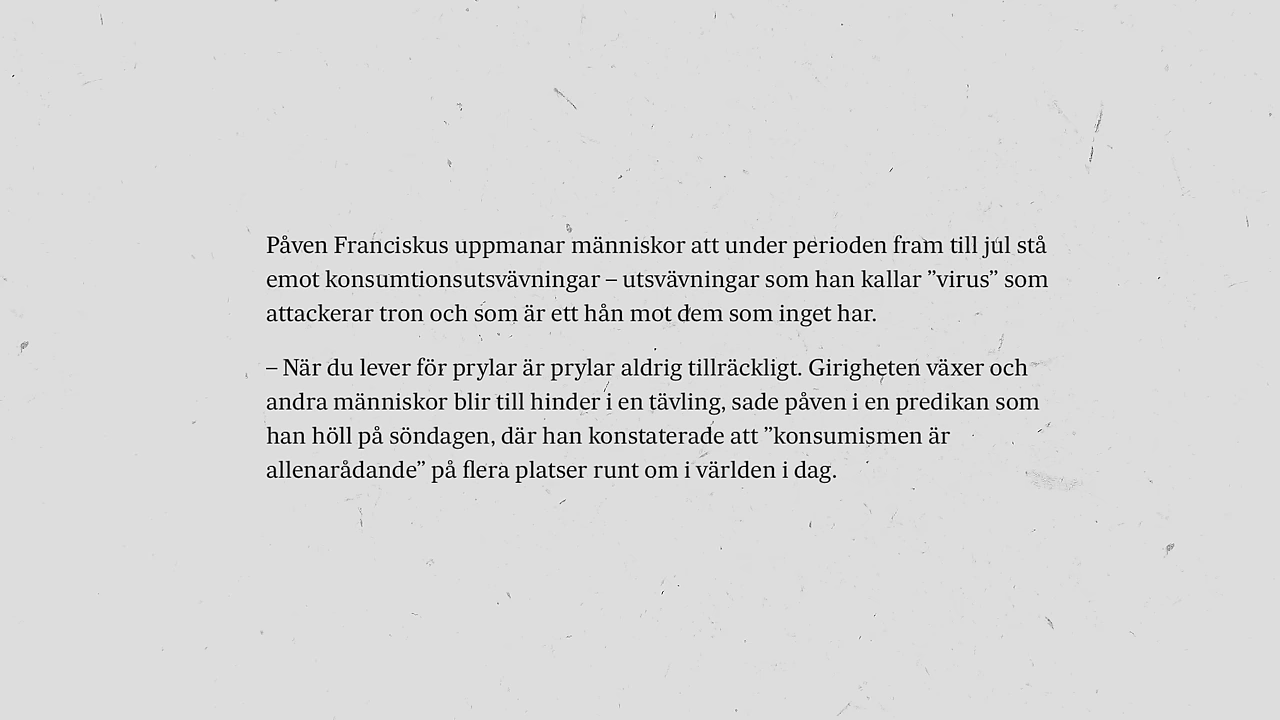 Påven Franciskus uppmanar människor att under perioden fram till jul stå
emot konsumtionsutsvävningar – utsvävningar som han kallar ”virus” som
attackerar tron och som är ett hån mot dem som inget har.
– När du lever för prylar är prylar aldrig tillräckligt. Girigheten växer och
andra människor blir till hinder i en tävling, sade påven i en predikan som
han höll på söndagen, där han konstaterade att ”konsumismen är
allenarådande” på flera platser runt om i världen i dag.